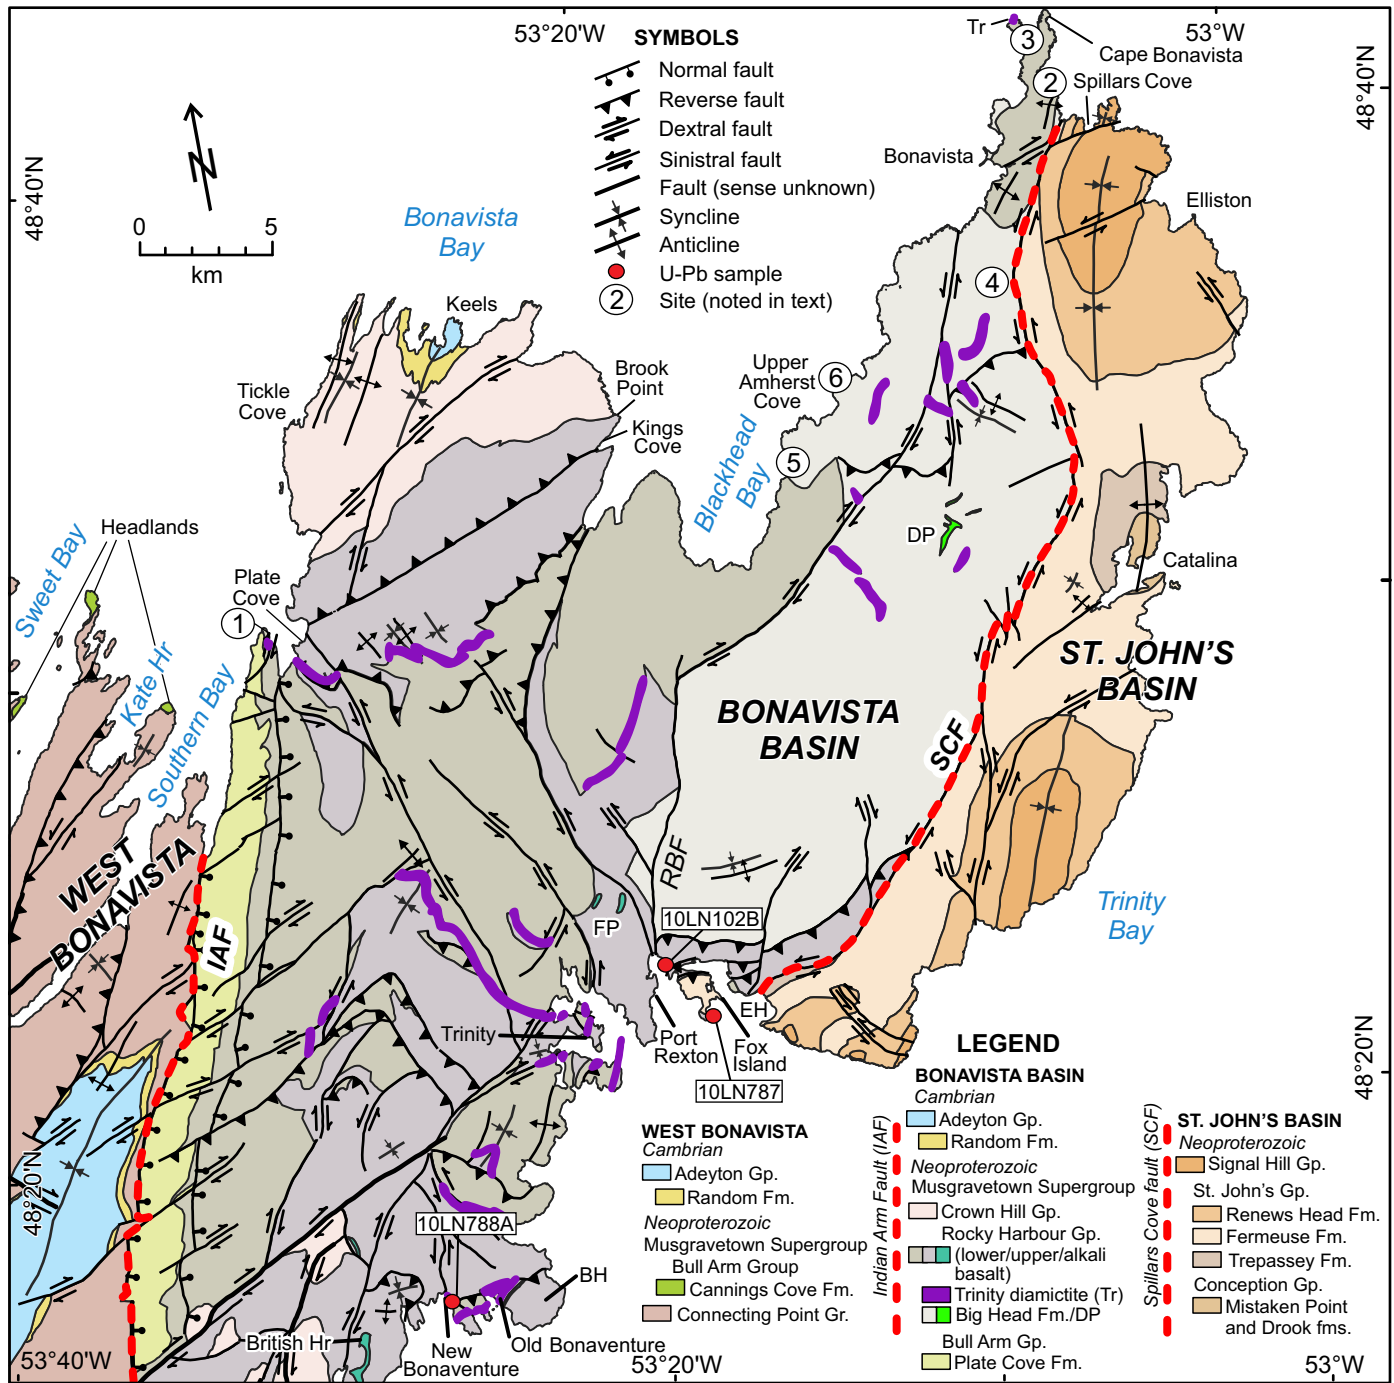 53°20'W
53°W
SYMBOLS
Normal fault
Reverse fault
Dextral fault
Sinistral fault
Fault (sense unknown)
Syncline
Anticline
U-Pb sample
2
Site (noted in text)
N
0
5
km
48°40'N
48°40'N
Tr
3
Cape Bonavista
2
Spillars Cove
Bonavista
Elliston
Bonavista
Bay
4
Keels
Tickle
Cove
Brook
Point
Kings
Cove
Upper
Amherst
Cove
6
5
Blackhead
Bay
DP
Catalina
Headlands
Sweet Bay
Plate
Cove
1
Kate Hr
Southern Bay
ST. JOHN'S
BASIN
BONAVISTA
BASIN
SCF
WEST
BONAVISTA
IAF
RBF
FP
10LN102B
Trinity
Bay
EH
Trinity
Port
Rexton
Fox
Island
10LN787
48°20'N
48°20'N
10LN788A
BH
British Hr
New
Bonaventure
Old Bonaventure
53°40'W
53°20'W
53°W
LEGEND
WEST BONAVISTA
Cambrian
Adeyton Gp.
Random Fm.
Neoproterozoic
Musgravetown Supergroup
Bull Arm Group
Cannings Cove Fm.
Connecting Point Gr.
Indian Arm Fault (IAF)
BONAVISTA BASIN
Cambrian
Adeyton Gp.
Random Fm.
Neoproterozoic
Musgravetown Supergroup
Crown Hill Gp.
Rocky Harbour Gp.
(lower/upper/alkali
basalt)
Trinity diamictite (Tr)
Big Head Fm./DP
Bull Arm Gp.
Plate Cove Fm.
Spillars Cove fault (SCF)
ST. JOHN'S BASIN
Neoproterozoic
Signal Hill Gp.
St. John's Gp.
Renews Head Fm.
Fermeuse Fm.
Trepassey Fm.
Conception Gp.
Mistaken Point
and Drook fms.